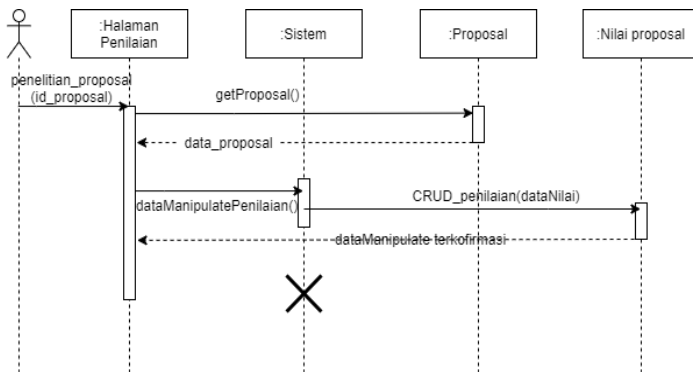 :Halaman
Penilaian
:Sistem
:Proposal
:Nilai proposal
penelitian_proposal
(id_proposal)
getProposal()
data_proposal
dataManipulatePenilaian()
CRUD_penilaian(dataNilai)
dataManipulate terkofirmasi